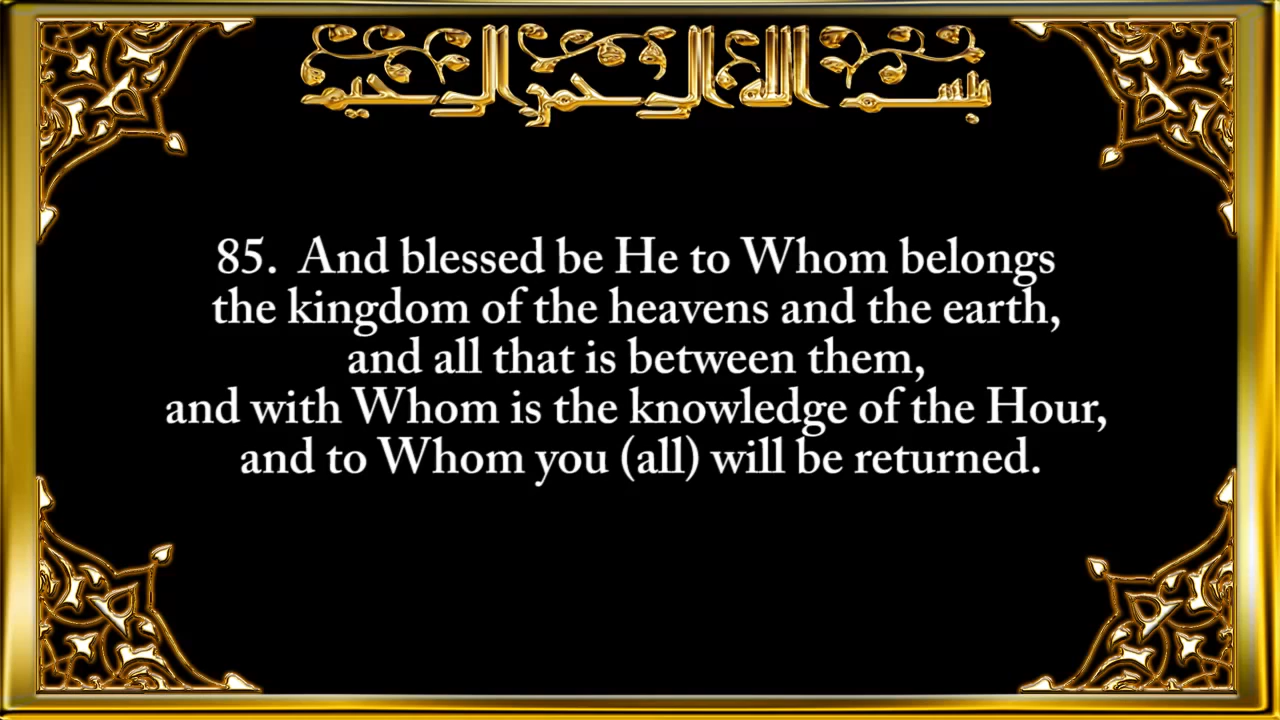 بسم الله الرحمن الرحيم
85. And blessed be He to Whom belongs
the kingdom of the heavens and the earth,
and all that is between them,
and with Whom is the knowledge of the Hour,
and to Whom you (all) will be returned.